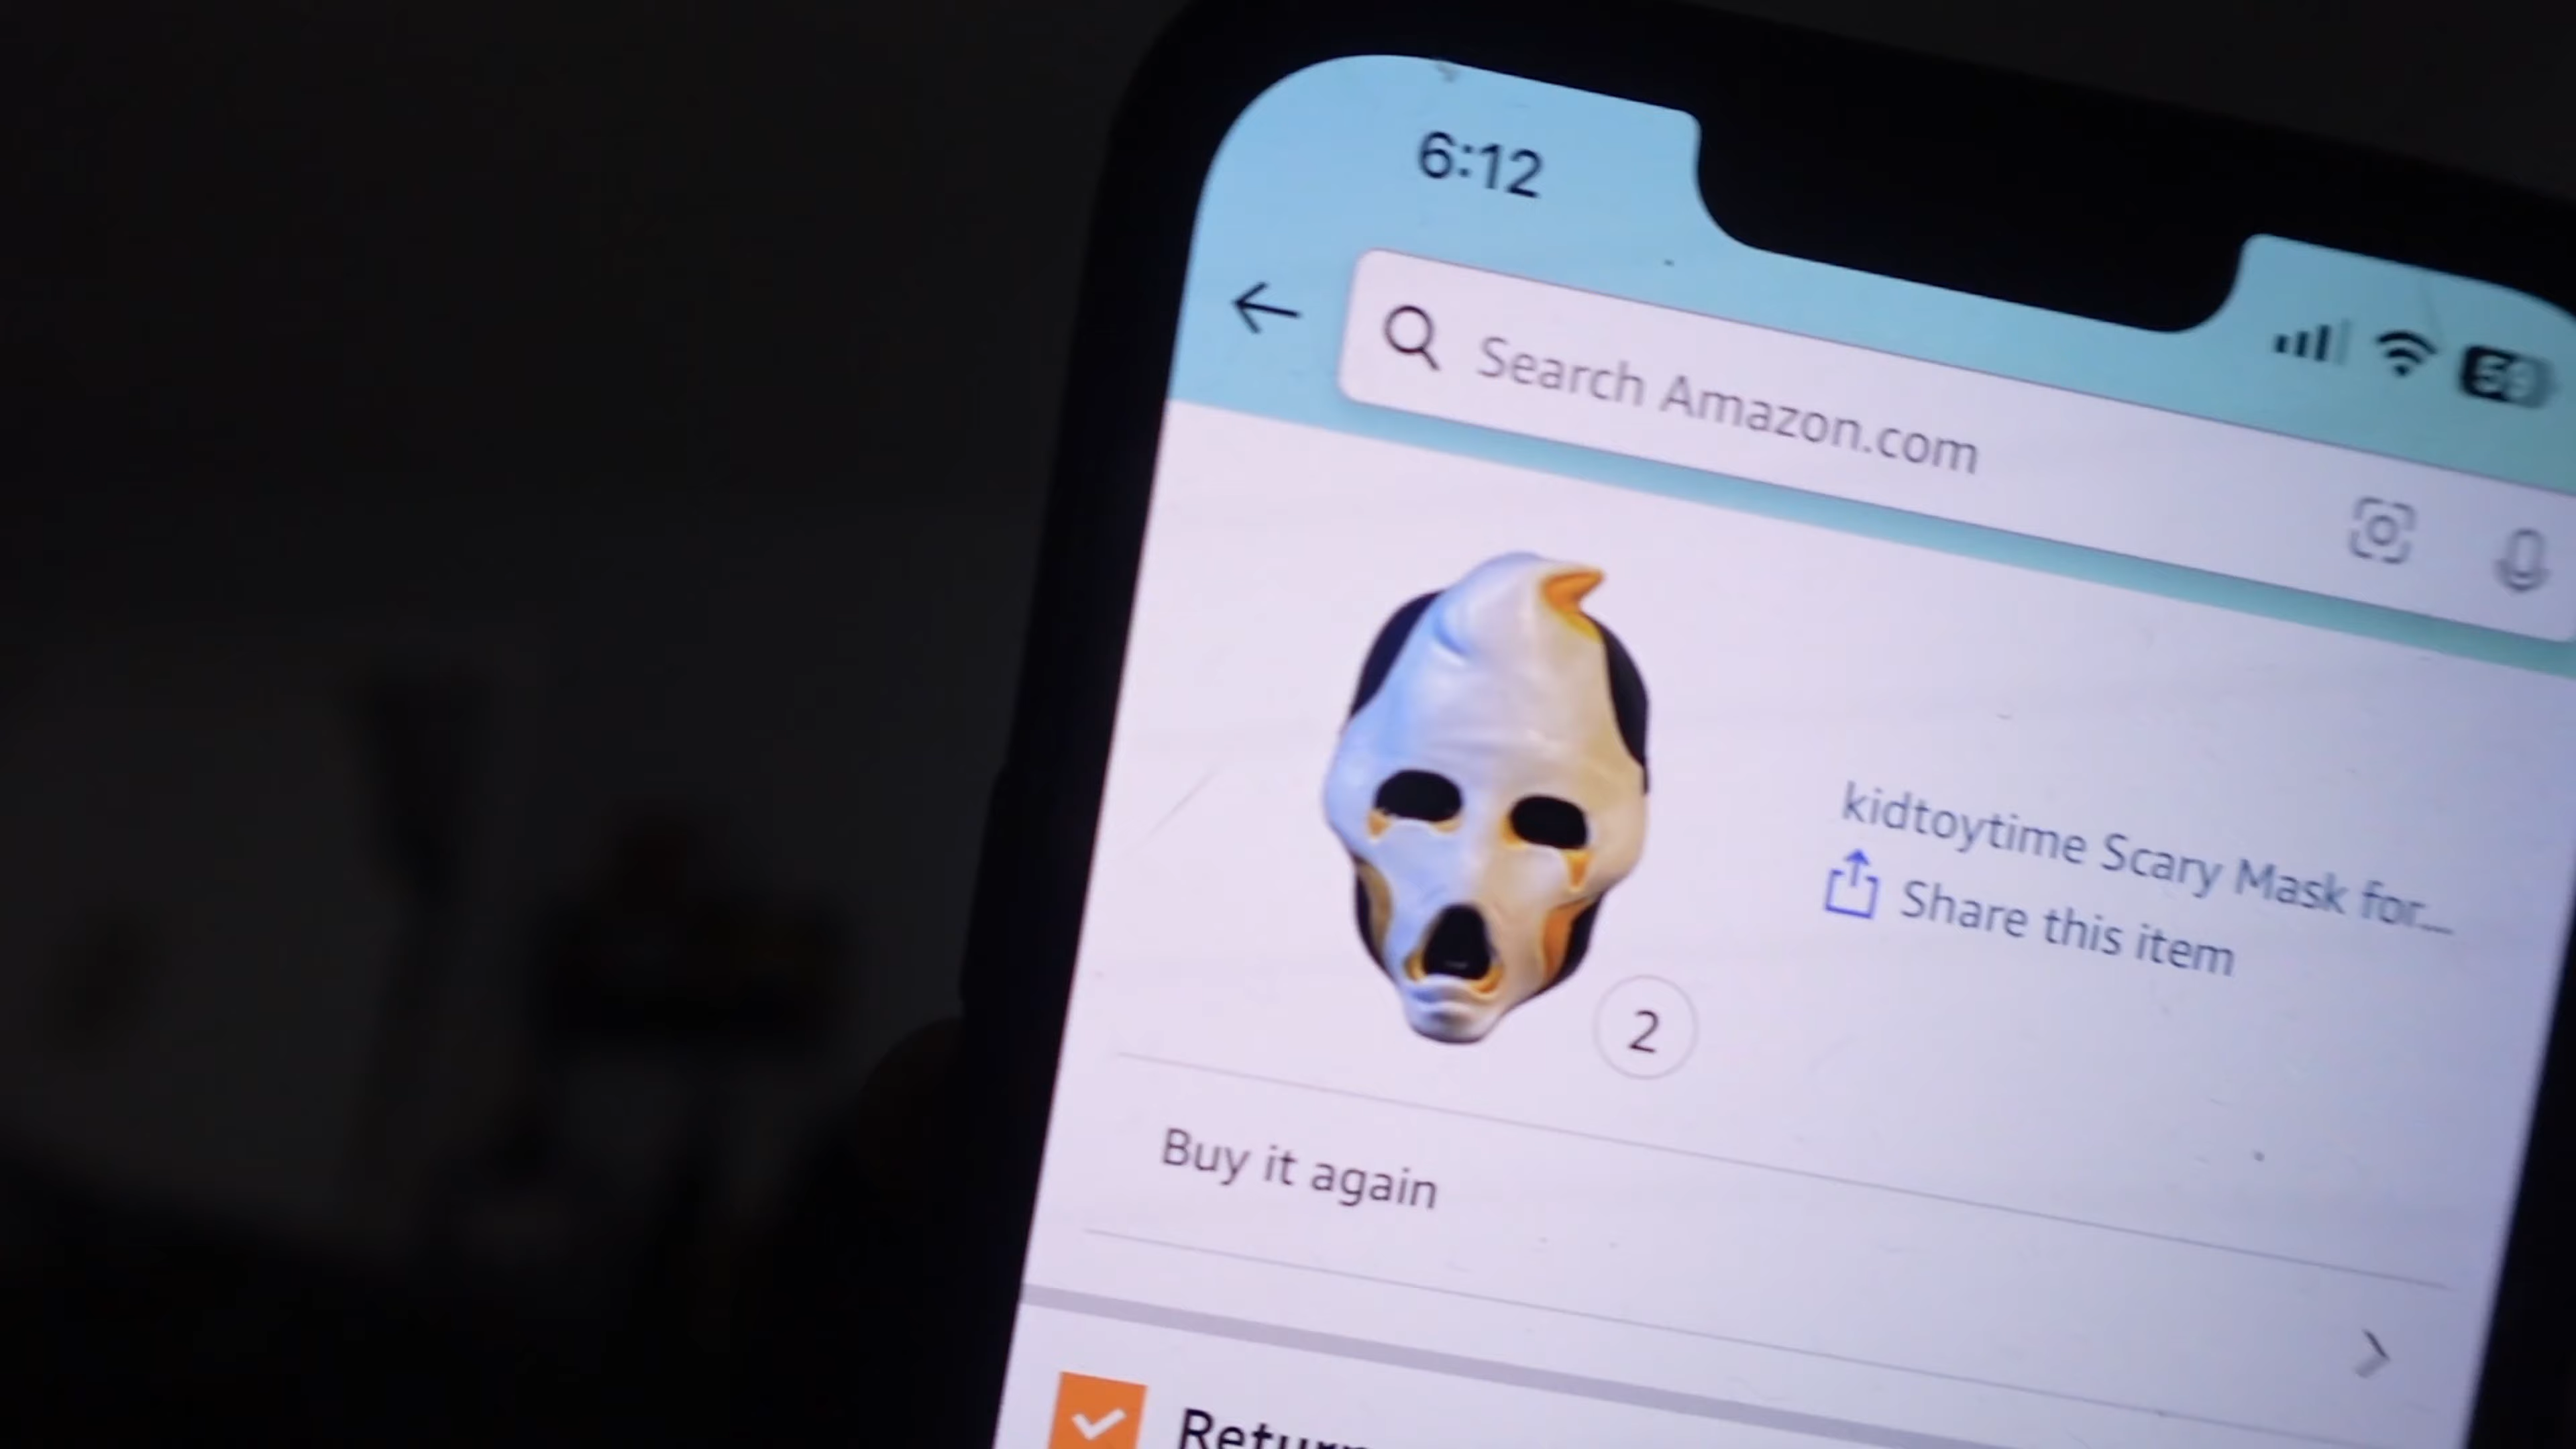 6:12
Search Amazon.com
kidtoytime Scary Mask for...
Share this item
2
Buy it again